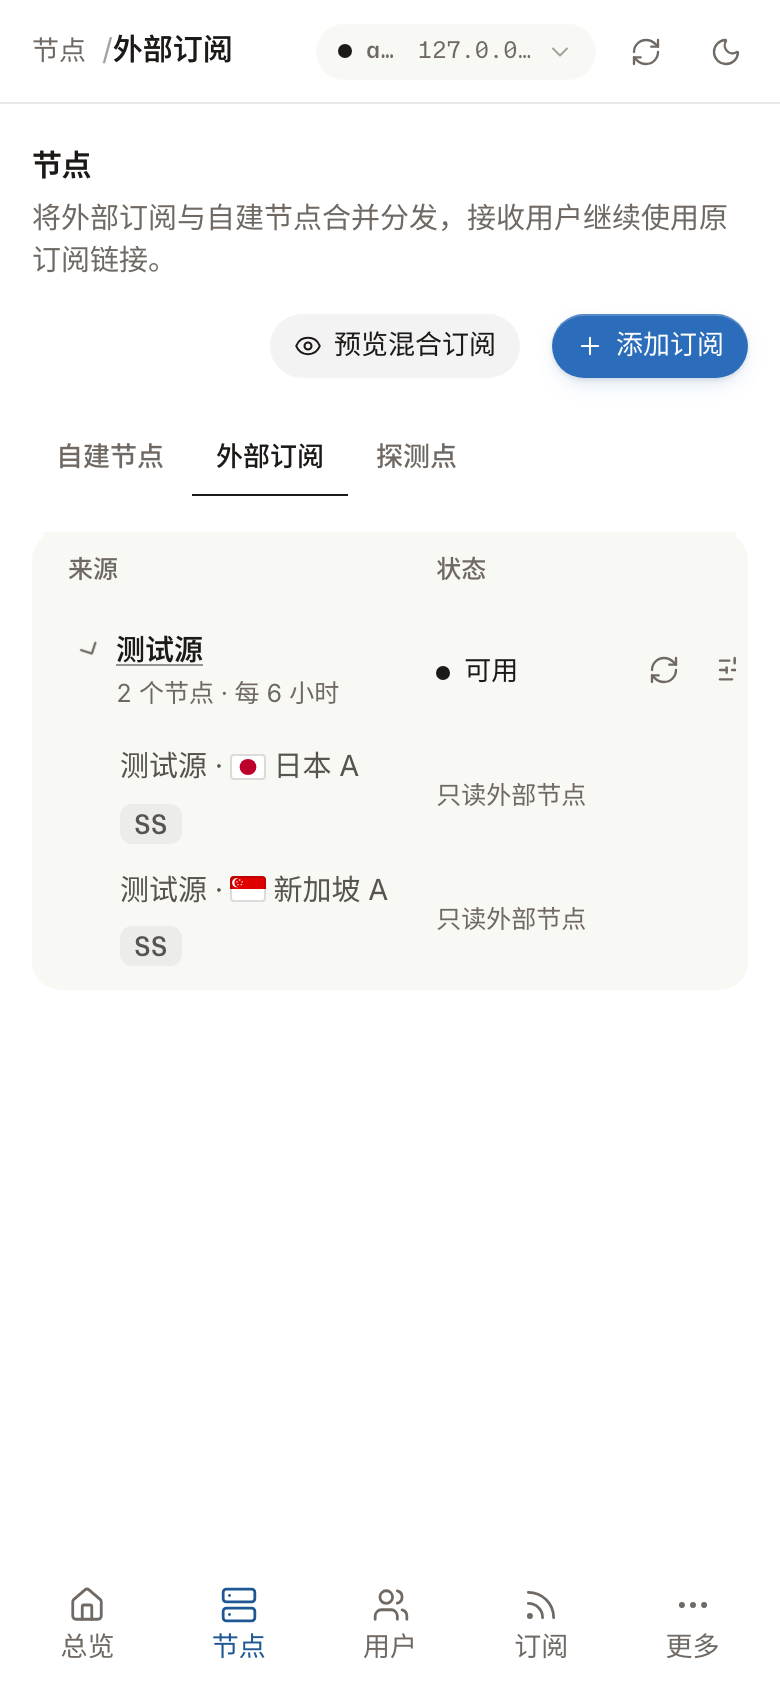 节点 /外部订阅
a… 127.0.0…
节点
将外部订阅与自建节点合并分发，接收用户继续使用原
订阅链接。
预览混合订阅
添加订阅
自建节点 外部订阅 探测点
来源 状态
测试源
2 个节点 · 每 6 小时
可用
测试源 · 🇯🇵 日本 A
SS
只读外部节点
测试源 · 🇸🇬 新加坡 A
SS
只读外部节点
总览 节点 用户 订阅 更多